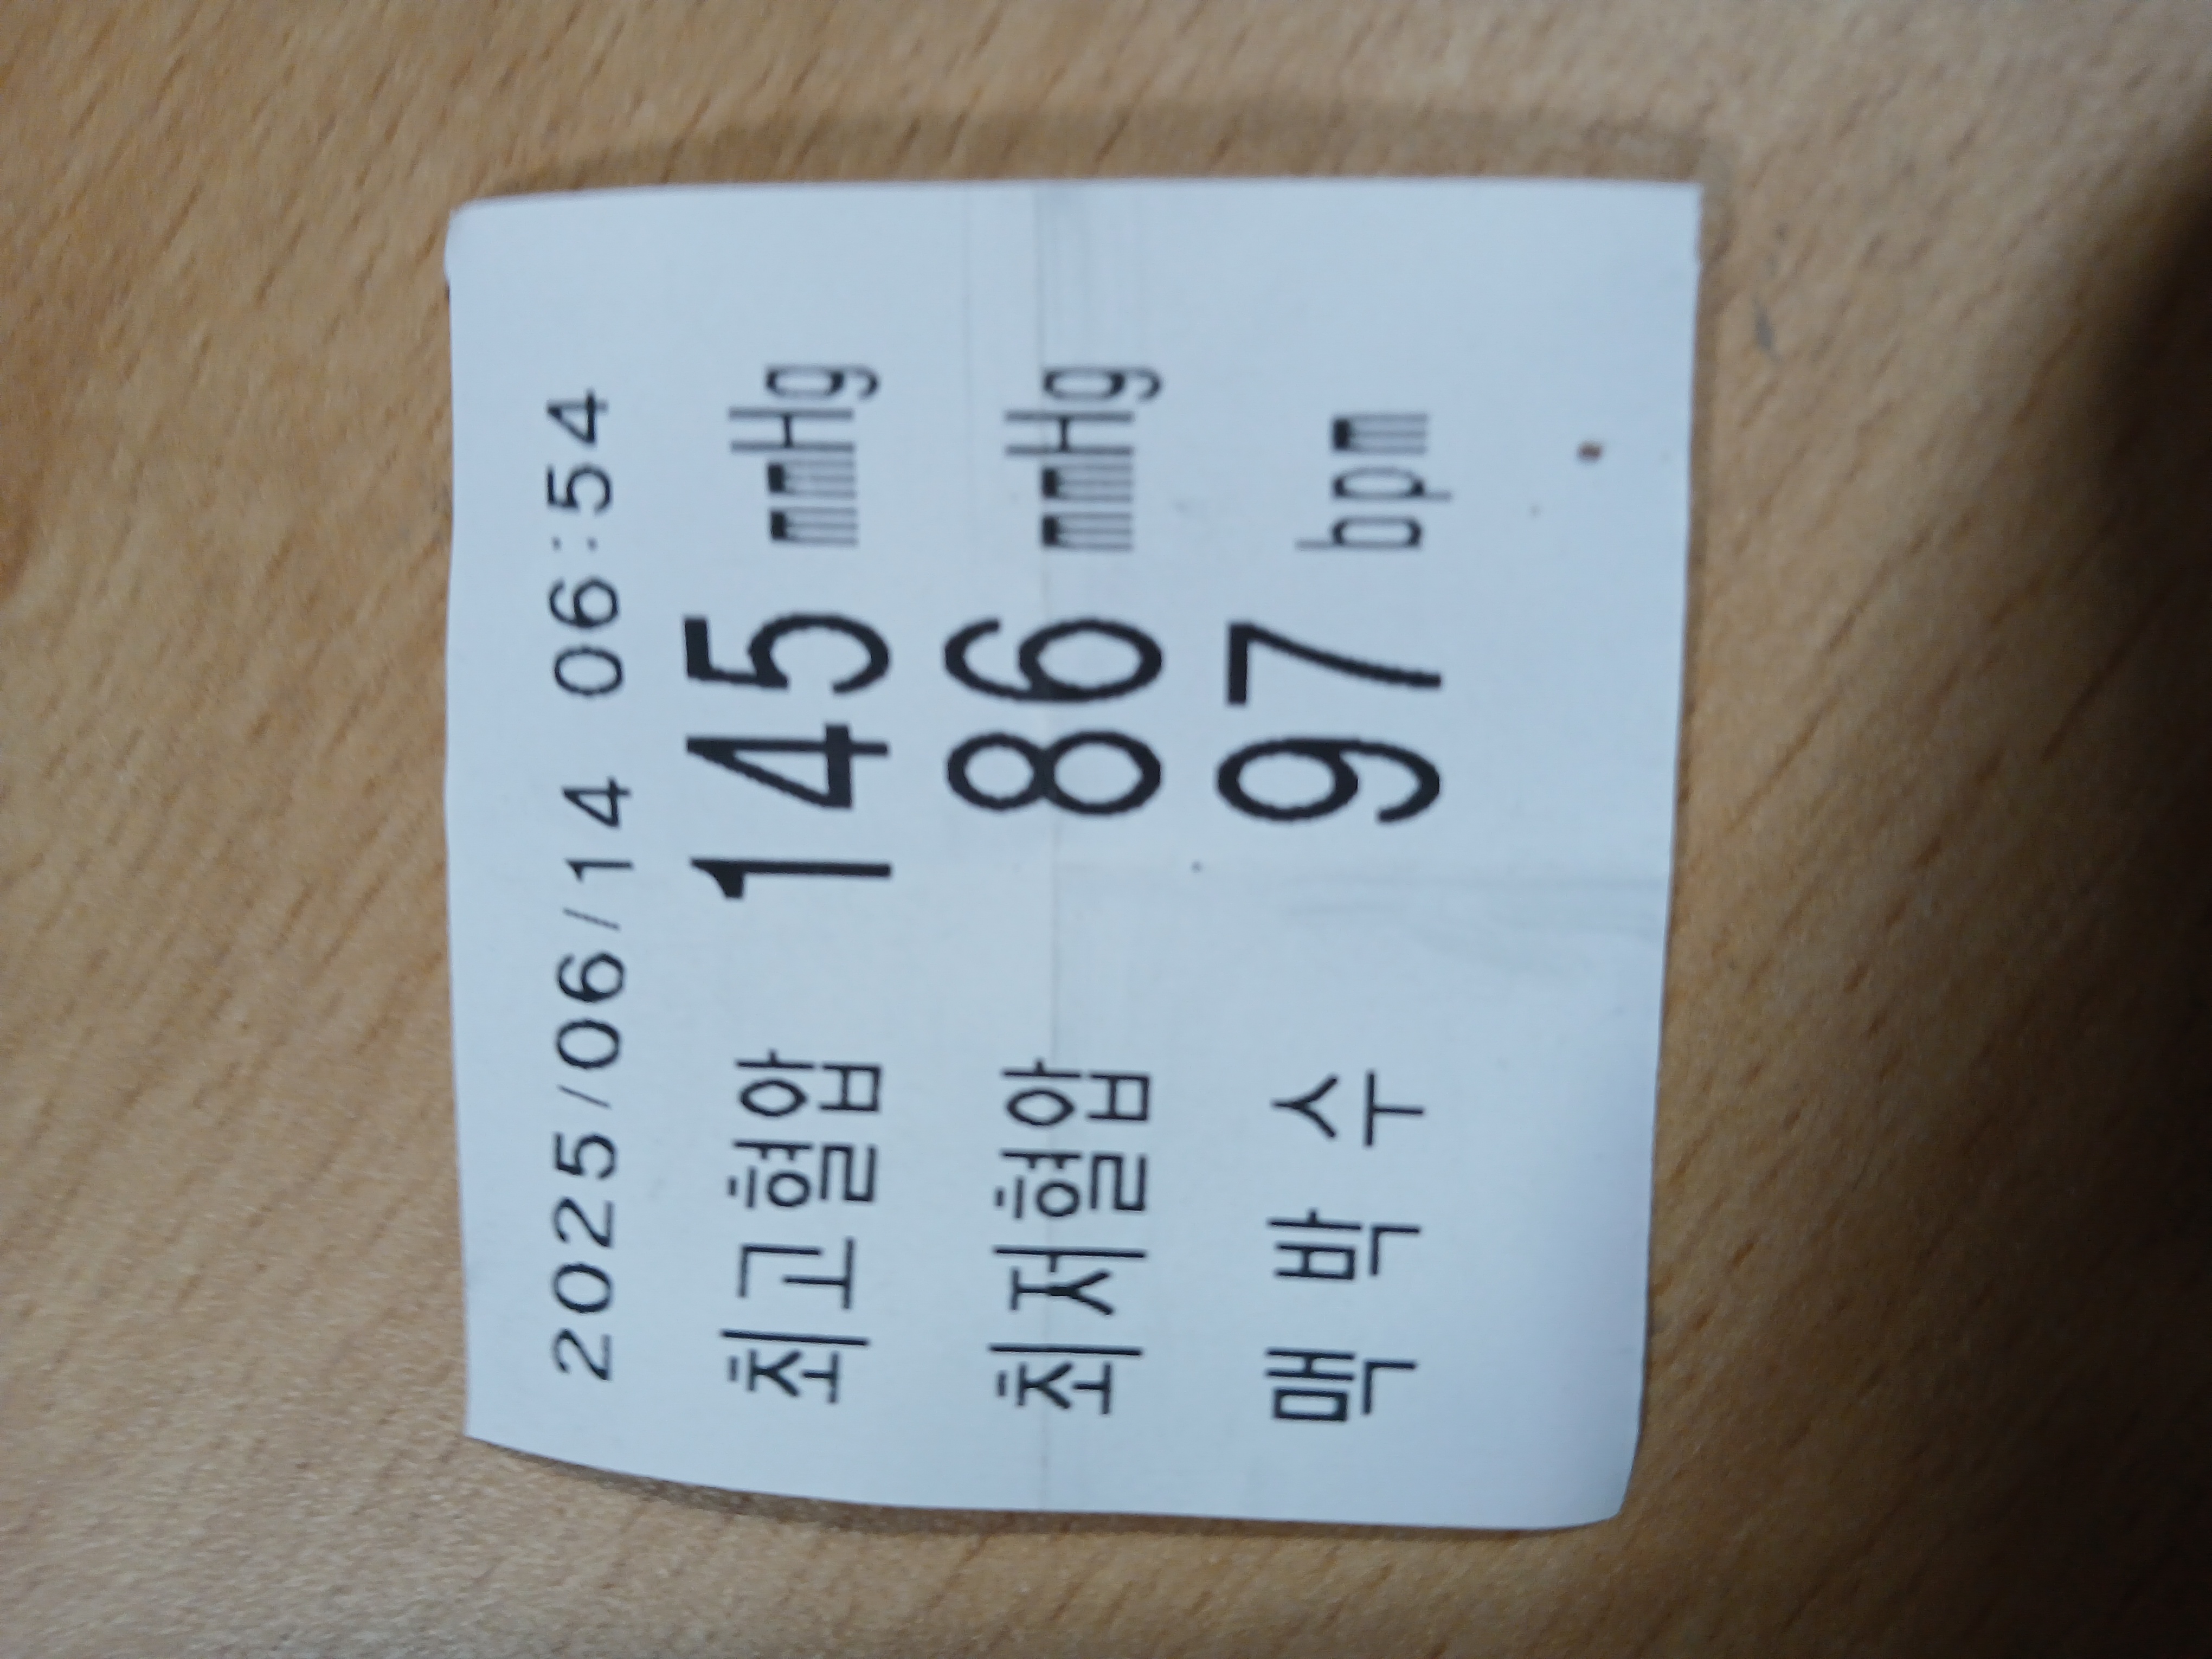 2025/06/14 06:54
최고혈압 145 mmHg
최저혈압 86 mmHg
맥 박 수 97 bpm